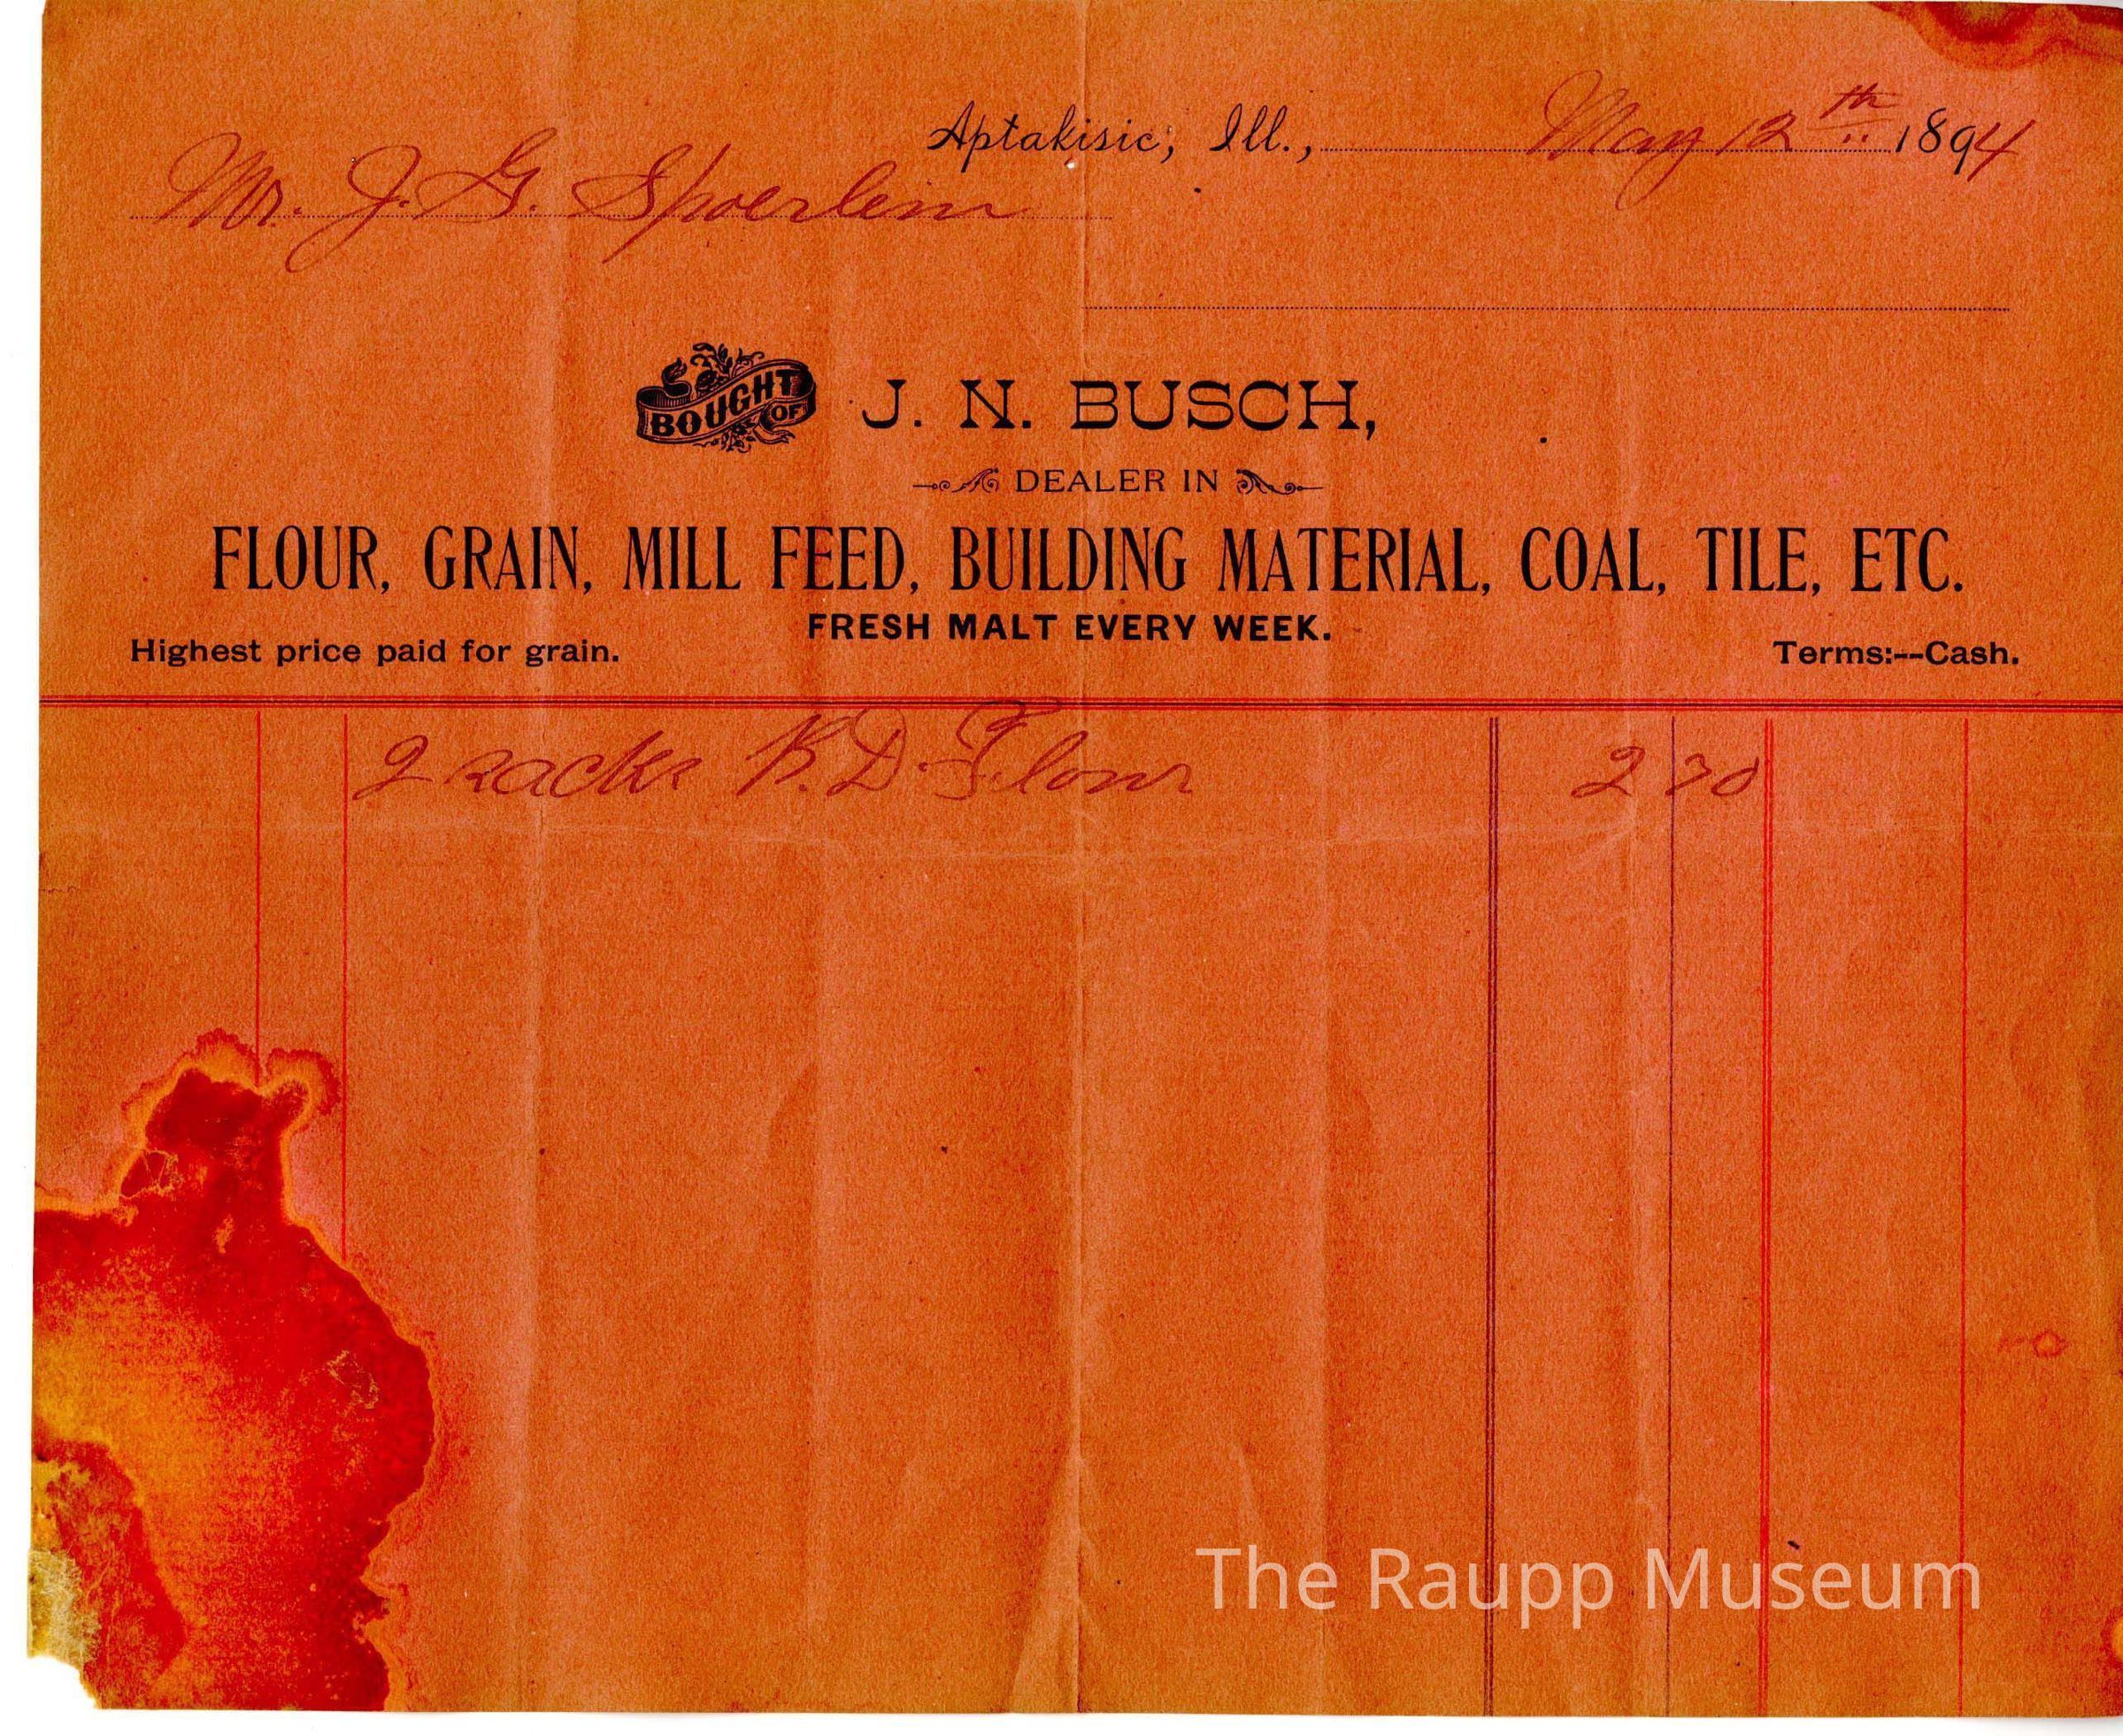 Aptakisic, Ill., May 12th 1894
Mr. J. G. Spoerlein
BOUGHT OF J. N. BUSCH,
DEALER IN
FLOUR, GRAIN, MILL FEED, BUILDING MATERIAL, COAL, TILE, ETC.
FRESH MALT EVERY WEEK.
Highest price paid for grain. Terms:--Cash.
2 sacks B.D. Flour 2 70
The Raupp Museum